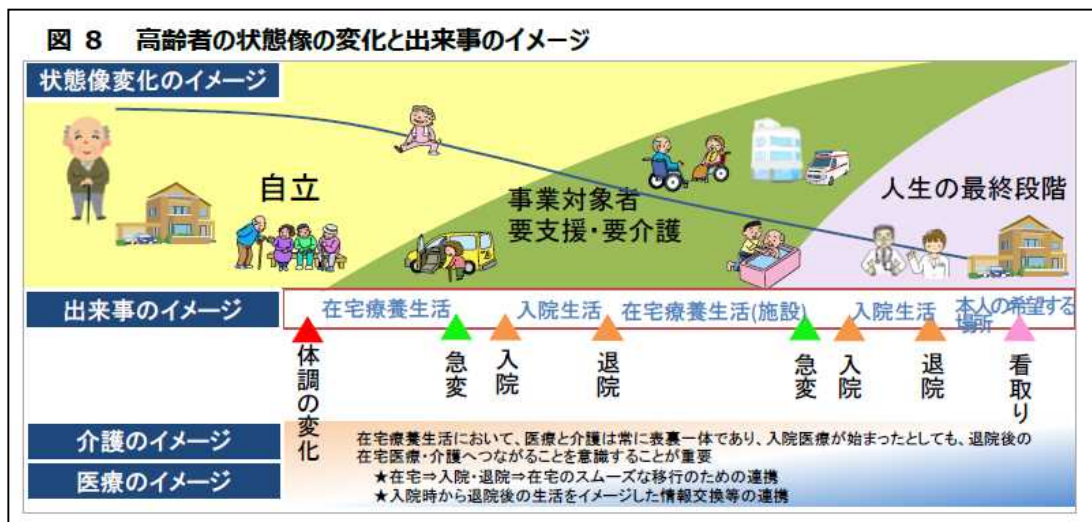 図 8 高齢者の状態像の変化と出来事のイメージ
状態像変化のイメージ
自立
事業対象者
要支援・要介護
人生の最終段階
出来事のイメージ
在宅療養生活
入院生活
在宅療養生活(施設)
入院生活
本人の希望する
場所
体調の変化
急変
入院
退院
急変
入院
退院
看取り
介護のイメージ
医療のイメージ
在宅療養生活において、医療と介護は常に表裏一体であり、入院医療が始まったとしても、退院後の
在宅医療・介護へつながることを意識することが重要
★在宅⇒入院・退院⇒在宅のスムーズな移行のための連携
★入院時から退院後の生活をイメージした情報交換等の連携